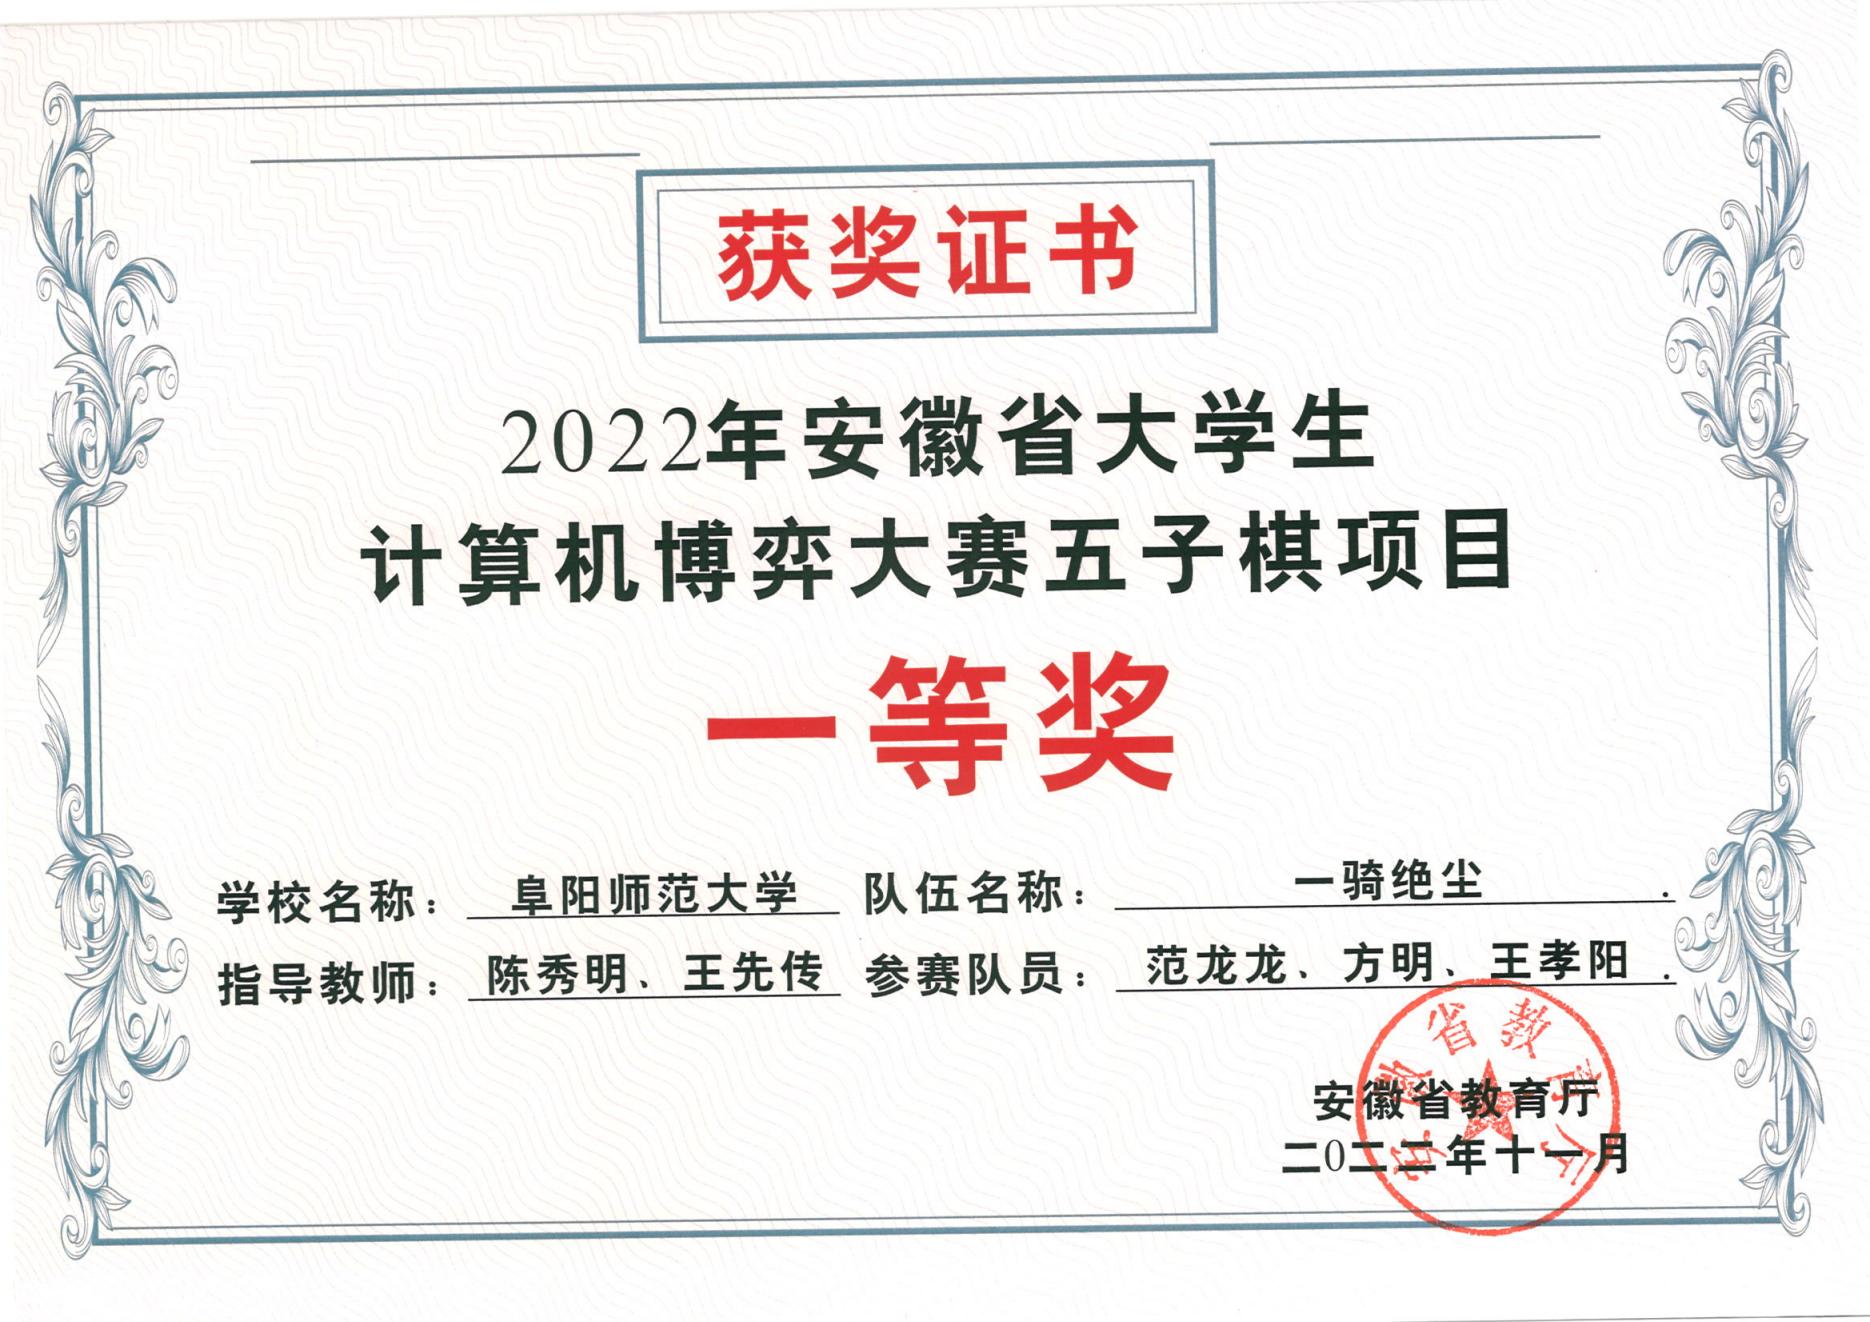 获奖证书
2022年安徽省大学生
计算机博弈大赛五子棋项目
一等奖
学校名称：阜阳师范大学 队伍名称：一骑绝尘
指导教师：陈秀明、王先传 参赛队员：范龙龙、方明、王孝阳
安徽省教育厅
安徽省教育厅
二0二二年十一月